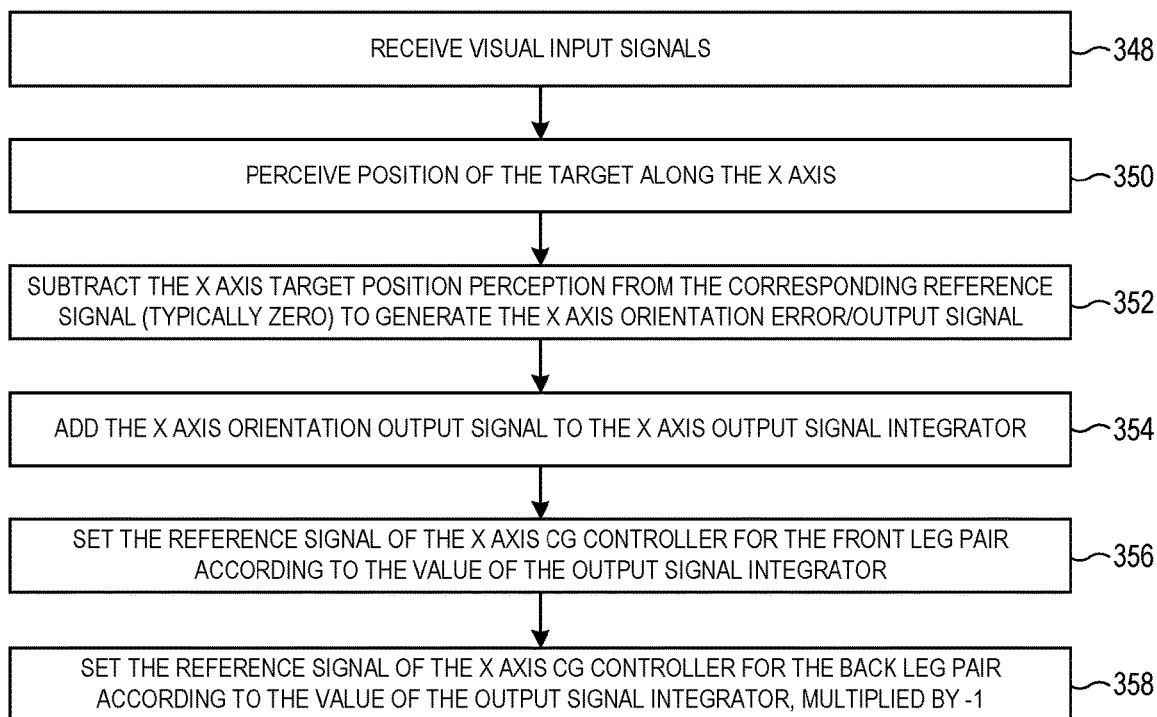 RECEIVE VISUAL INPUT SIGNALS
348
PERCEIVE POSITION OF THE TARGET ALONG THE X AXIS
350
SUBTRACT THE X AXIS TARGET POSITION PERCEPTION FROM THE CORRESPONDING REFERENCE
SIGNAL (TYPICALLY ZERO) TO GENERATE THE X AXIS ORIENTATION ERROR/OUTPUT SIGNAL
352
ADD THE X AXIS ORIENTATION OUTPUT SIGNAL TO THE X AXIS OUTPUT SIGNAL INTEGRATOR
354
SET THE REFERENCE SIGNAL OF THE X AXIS CG CONTROLLER FOR THE FRONT LEG PAIR
ACCORDING TO THE VALUE OF THE OUTPUT SIGNAL INTEGRATOR
356
SET THE REFERENCE SIGNAL OF THE X AXIS CG CONTROLLER FOR THE BACK LEG PAIR
ACCORDING TO THE VALUE OF THE OUTPUT SIGNAL INTEGRATOR, MULTIPLIED BY -1
358